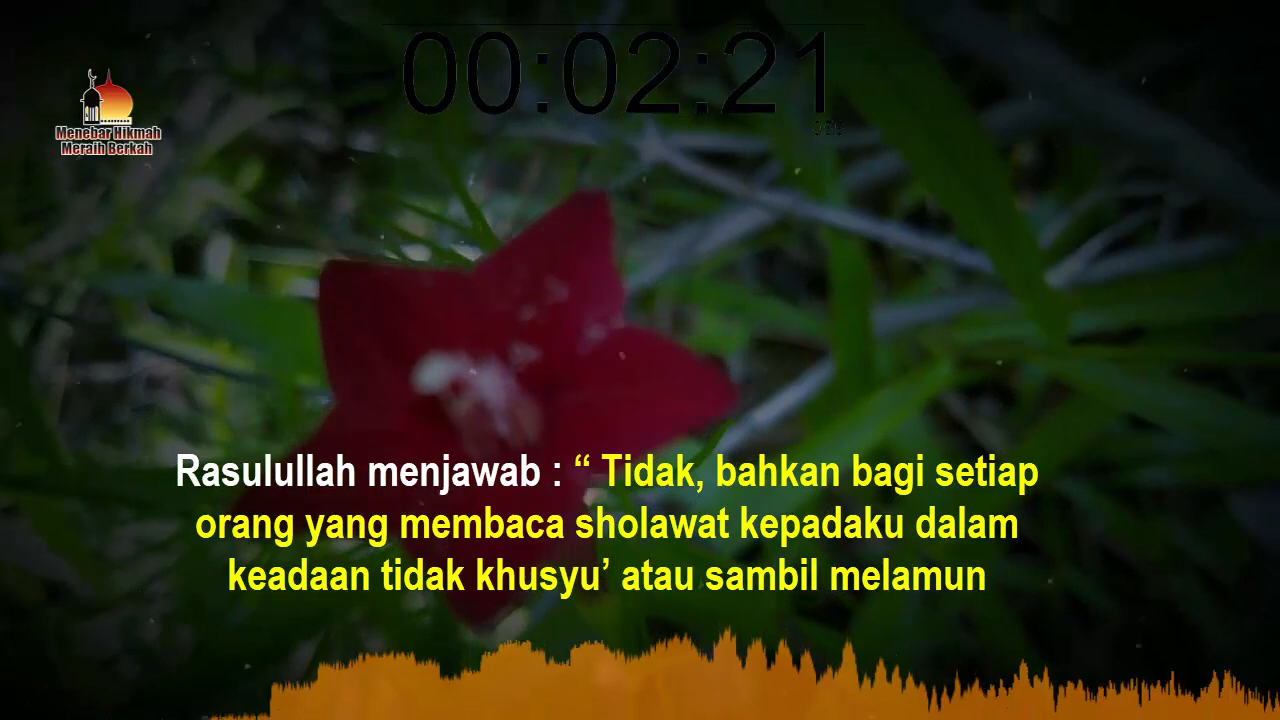 00:02:21
Menebar Hikmah
Meraih Berkah
Rasulullah menjawab : “ Tidak, bahkan bagi setiap
orang yang membaca sholawat kepadaku dalam
keadaan tidak khusyu’ atau sambil melamun